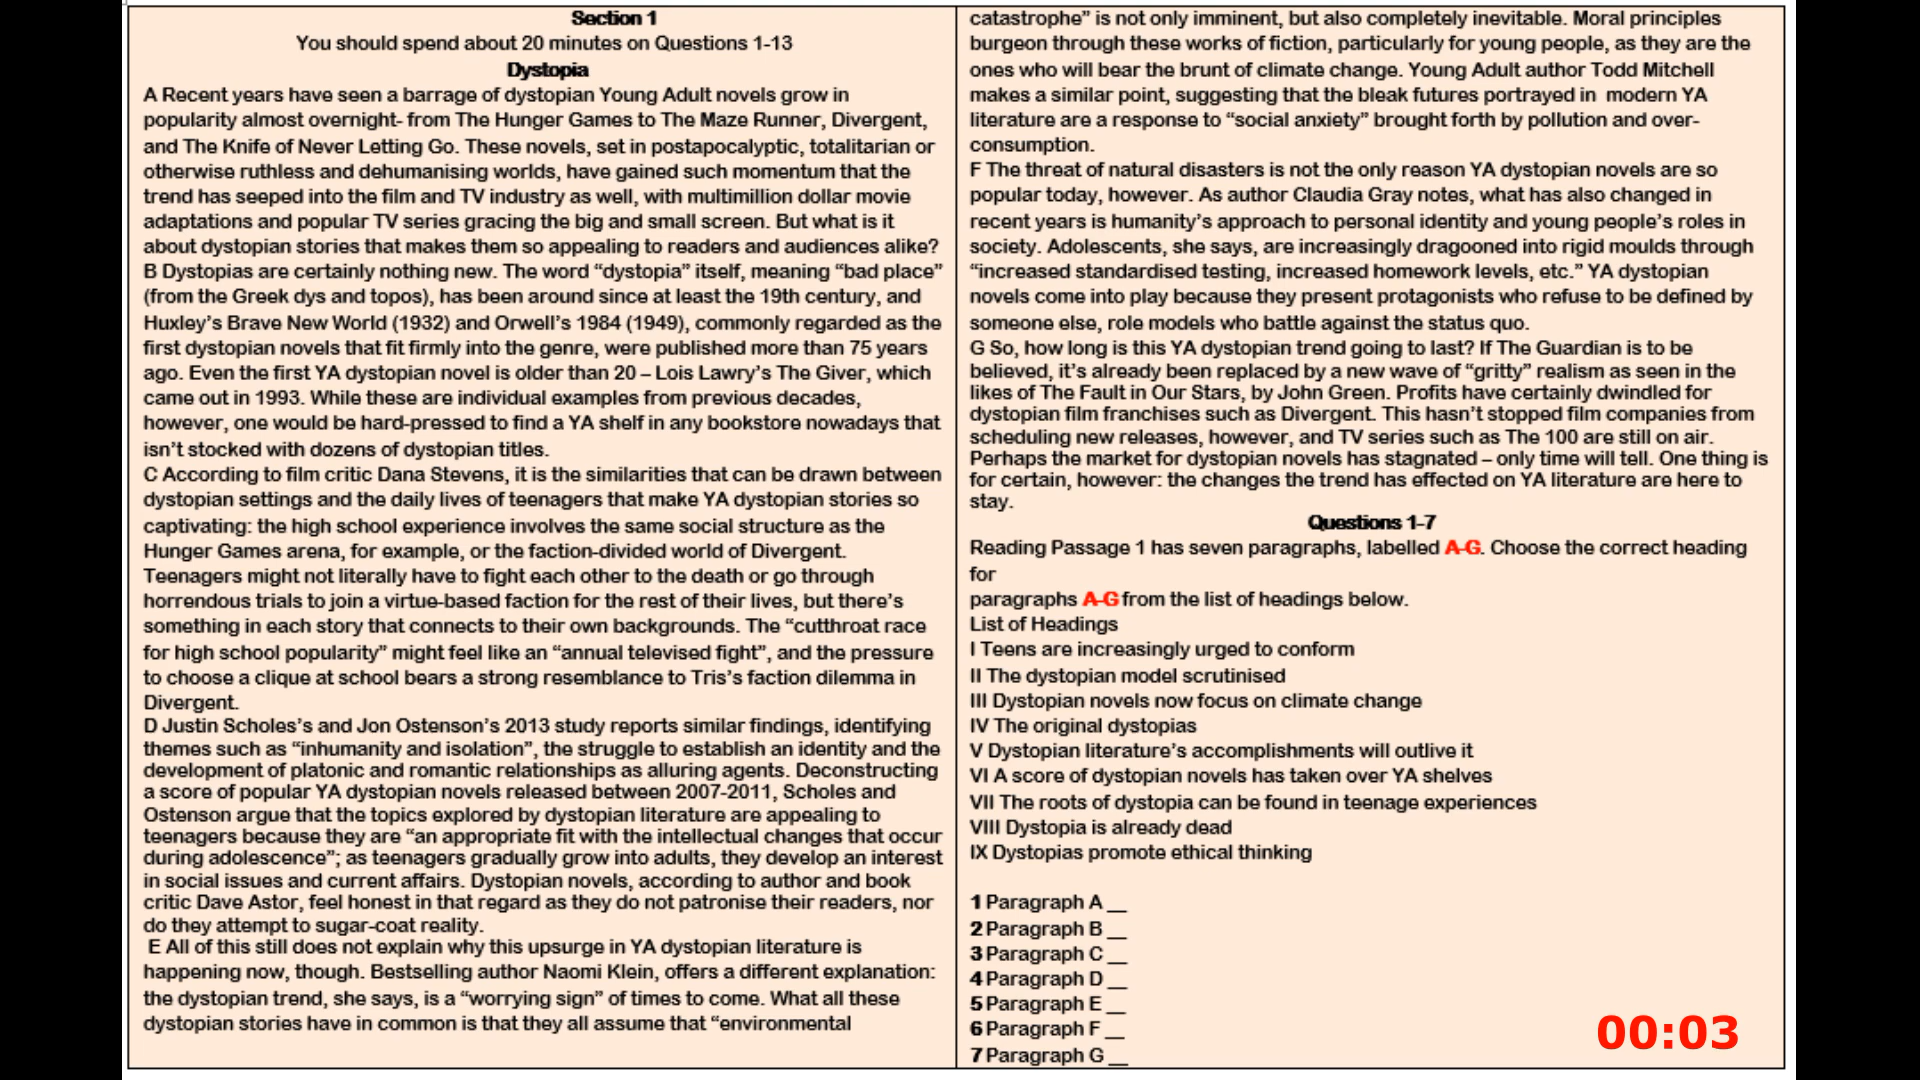 Section 1
You should spend about 20 minutes on Questions 1-13
Dystopia
A Recent years have seen a barrage of dystopian Young Adult novels grow in
popularity almost overnight- from The Hunger Games to The Maze Runner, Divergent,
and The Knife of Never Letting Go. These novels, set in postapocalyptic, totalitarian or
otherwise ruthless and dehumanising worlds, have gained such momentum that the
trend has seeped into the film and TV industry as well, with multimillion dollar movie
adaptations and popular TV series gracing the big and small screen. But what is it
about dystopian stories that makes them so appealing to readers and audiences alike?
B Dystopias are certainly nothing new. The word “dystopia” itself, meaning “bad place”
(from the Greek dys and topos), has been around since at least the 19th century, and
Huxley’s Brave New World (1932) and Orwell’s 1984 (1949), commonly regarded as the
first dystopian novels that fit firmly into the genre, were published more than 75 years
ago. Even the first YA dystopian novel is older than 20 – Lois Lawry’s The Giver, which
came out in 1993. While these are individual examples from previous decades,
however, one would be hard-pressed to find a YA shelf in any bookstore nowadays that
isn’t stocked with dozens of dystopian titles.
C According to film critic Dana Stevens, it is the similarities that can be drawn between
dystopian settings and the daily lives of teenagers that make YA dystopian stories so
captivating: the high school experience involves the same social structure as the
Hunger Games arena, for example, or the faction-divided world of Divergent.
Teenagers might not literally have to fight each other to the death or go through
horrendous trials to join a virtue-based faction for the rest of their lives, but there’s
something in each story that connects to their own backgrounds. The “cutthroat race
for high school popularity” might feel like an “annual televised fight”, and the pressure
to choose a clique at school bears a strong resemblance to Tris’s faction dilemma in
Divergent.
D Justin Scholes’s and Jon Ostenson’s 2013 study reports similar findings, identifying
themes such as “inhumanity and isolation”, the struggle to establish an identity and the
development of platonic and romantic relationships as alluring agents. Deconstructing
a score of popular YA dystopian novels released between 2007-2011, Scholes and
Ostenson argue that the topics explored by dystopian literature are appealing to
teenagers because they are “an appropriate fit with the intellectual changes that occur
during adolescence”; as teenagers gradually grow into adults, they develop an interest
in social issues and current affairs. Dystopian novels, according to author and book
critic Dave Astor, feel honest in that regard as they do not patronise their readers, nor
do they attempt to sugar-coat reality.
E All of this still does not explain why this upsurge in YA dystopian literature is
happening now, though. Bestselling author Naomi Klein, offers a different explanation:
the dystopian trend, she says, is a “worrying sign” of times to come. What all these
dystopian stories have in common is that they all assume that “environmental
catastrophe” is not only imminent, but also completely inevitable. Moral principles
burgeon through these works of fiction, particularly for young people, as they are the
ones who will bear the brunt of climate change. Young Adult author Todd Mitchell
makes a similar point, suggesting that the bleak futures portrayed in modern YA
literature are a response to “social anxiety” brought forth by pollution and over-
consumption.
F The threat of natural disasters is not the only reason YA dystopian novels are so
popular today, however. As author Claudia Gray notes, what has also changed in
recent years is humanity’s approach to personal identity and young people’s roles in
society. Adolescents, she says, are increasingly dragooned into rigid moulds through
“increased standardised testing, increased homework levels, etc.” YA dystopian
novels come into play because they present protagonists who refuse to be defined by
someone else, role models who battle against the status quo.
G So, how long is this YA dystopian trend going to last? If The Guardian is to be
believed, it’s already been replaced by a new wave of “gritty” realism as seen in the
likes of The Fault in Our Stars, by John Green. Profits have certainly dwindled for
dystopian film franchises such as Divergent. This hasn’t stopped film companies from
scheduling new releases, however, and TV series such as The 100 are still on air.
Perhaps the market for dystopian novels has stagnated – only time will tell. One thing is
for certain, however: the changes the trend has effected on YA literature are here to
stay.
Questions 1-7
Reading Passage 1 has seven paragraphs, labelled A-G. Choose the correct heading
for
paragraphs A-G from the list of headings below.
List of Headings
I Teens are increasingly urged to conform
II The dystopian model scrutinised
III Dystopian novels now focus on climate change
IV The original dystopias
V Dystopian literature’s accomplishments will outlive it
VI A score of dystopian novels has taken over YA shelves
VII The roots of dystopia can be found in teenage experiences
VIII Dystopia is already dead
IX Dystopias promote ethical thinking
1 Paragraph A __
2 Paragraph B __
3 Paragraph C __
4 Paragraph D __
5 Paragraph E __
6 Paragraph F __
7 Paragraph G __
00:03